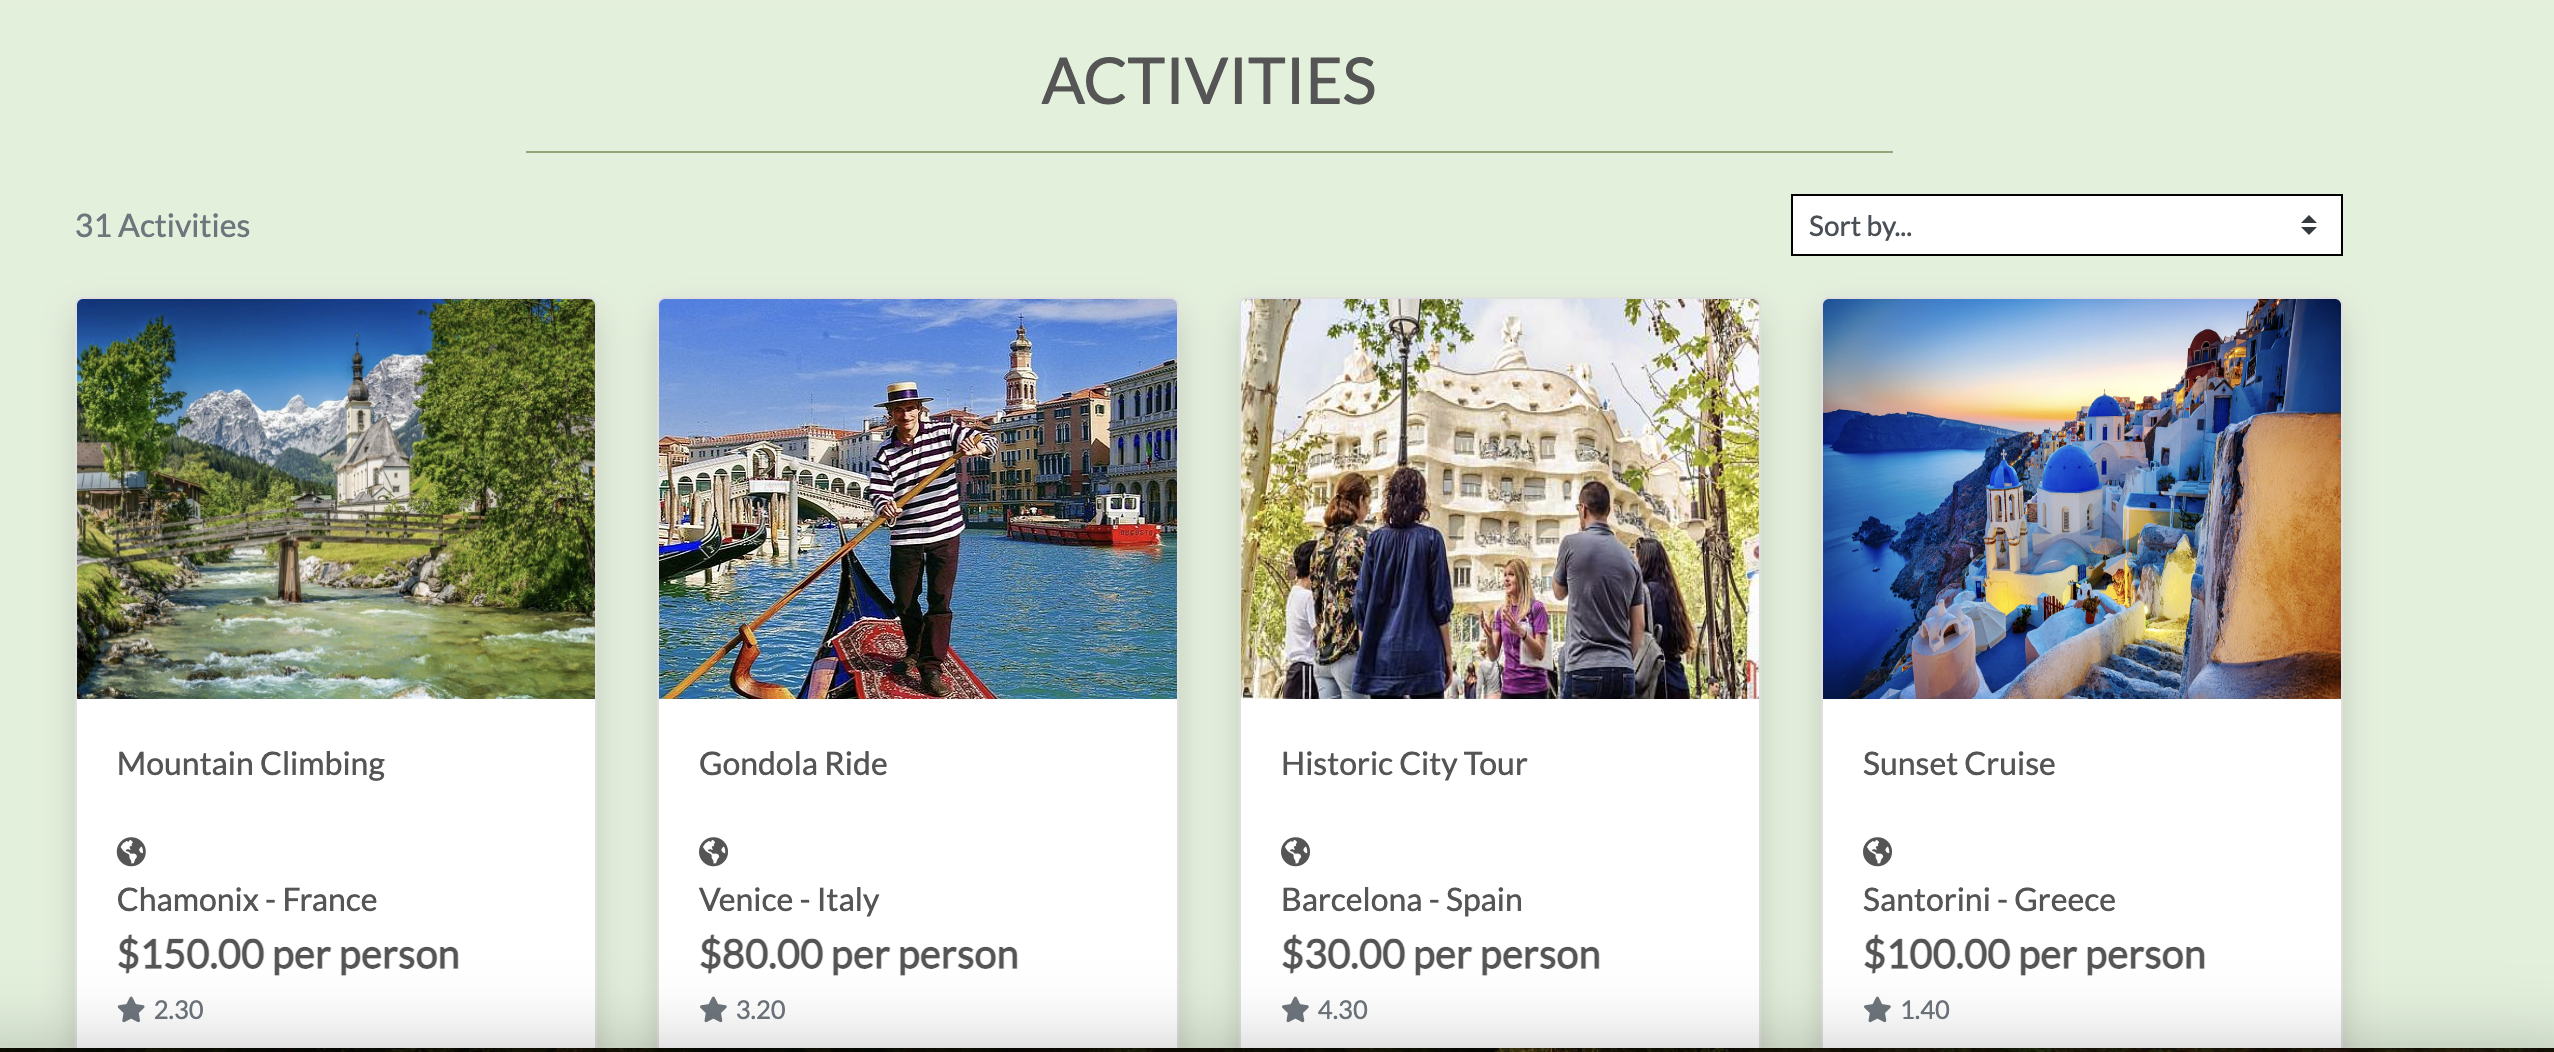 ACTIVITIES
31 Activities
Sort by...
Mountain Climbing
Chamonix - France
$150.00 per person
2.30
Gondola Ride
Venice - Italy
$80.00 per person
3.20
Historic City Tour
Barcelona - Spain
$30.00 per person
4.30
Sunset Cruise
Santorini - Greece
$100.00 per person
1.40